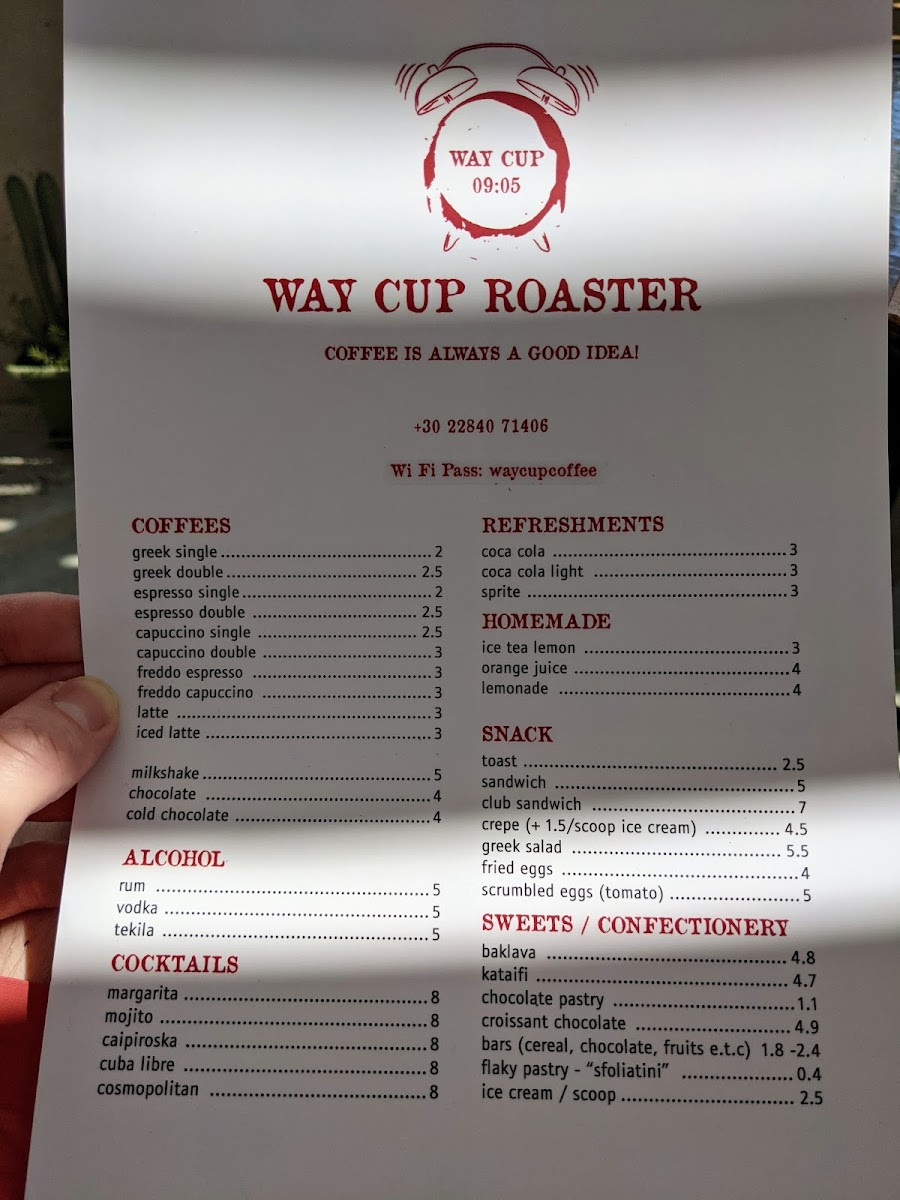 WAY CUP
09:05
WAY CUP ROASTER
COFFEE IS ALWAYS A GOOD IDEA!
+30 22840 71406
Wi Fi Pass: waycupcoffee
COFFEES
greek single 2
greek double 2.5
espresso single 2
espresso double 2.5
capuccino single 2.5
capuccino double 3
freddo espresso 3
freddo capuccino 3
latte 3
iced latte 3
milkshake 5
chocolate 4
cold chocolate 4
ALCOHOL
rum 5
vodka 5
tekila 5
COCKTAILS
margarita 8
mojito 8
caipiroska 8
cuba libre 8
cosmopolitan 8
REFRESHMENTS
coca cola 3
coca cola light 3
sprite 3
HOMEMADE
ice tea lemon 3
orange juice 4
lemonade 4
SNACK
toast 2.5
sandwich 5
club sandwich 7
crepe (+ 1.5/scoop ice cream) 4.5
greek salad 5.5
fried eggs 4
scrumbled eggs (tomato) 5
SWEETS / CONFECTIONERY
baklava 4.8
kataifi 4.7
chocolate pastry 1.1
croissant chocolate 4.9
bars (cereal, chocolate, fruits e.t.c) 1.8 -2.4
flaky pastry - "sfoliatini" 0.4
ice cream / scoop 2.5